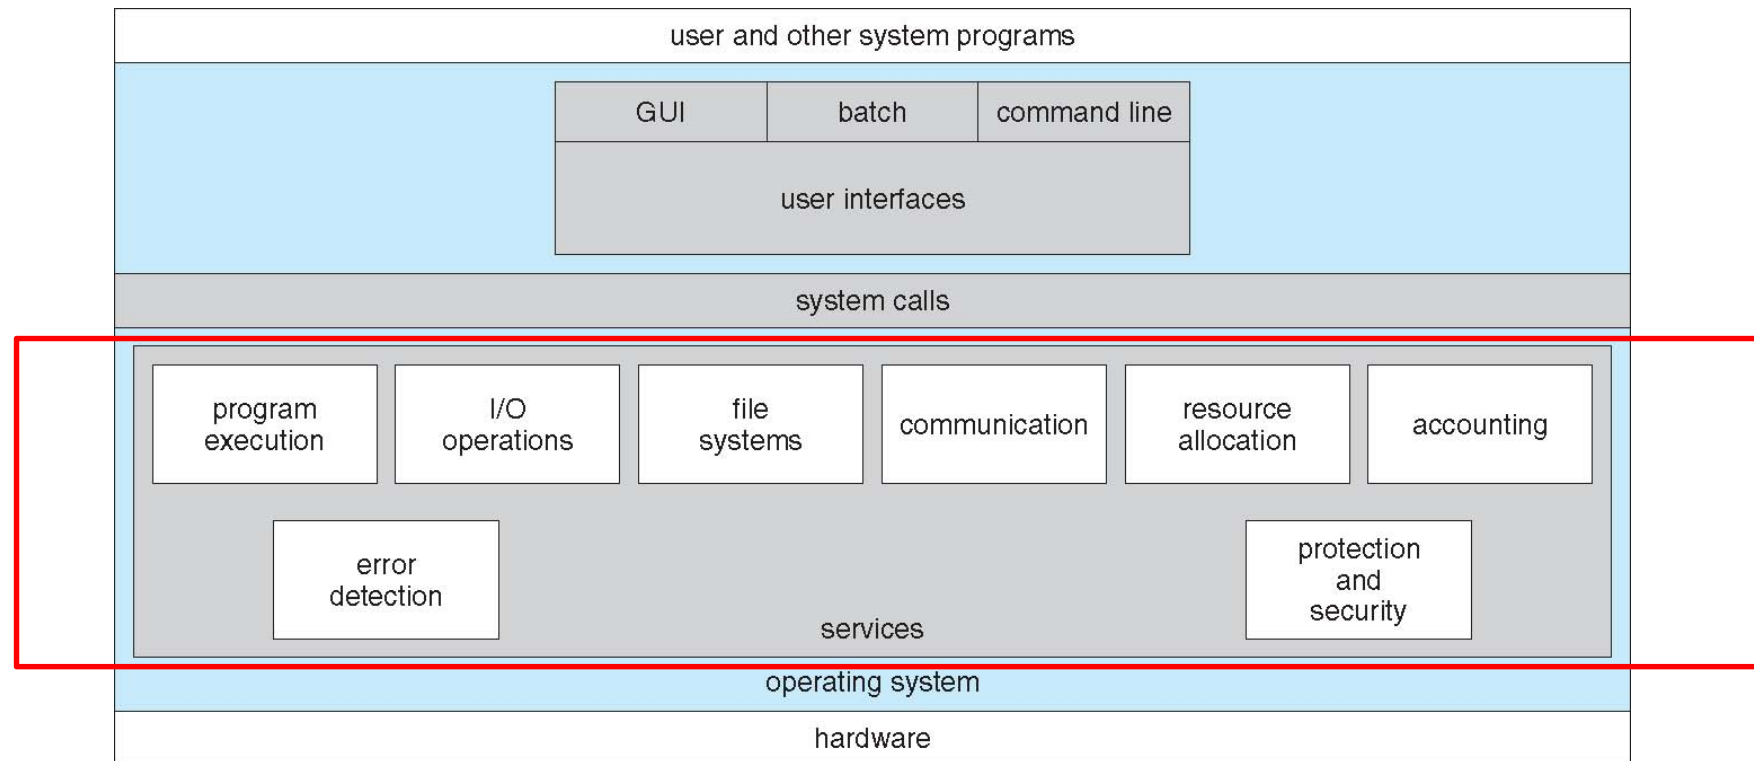 user and other system programs
GUI
batch
command line
user interfaces
system calls
program
execution
I/O
operations
file
systems
communication
resource
allocation
accounting
error
detection
protection
and
security
services
operating system
hardware